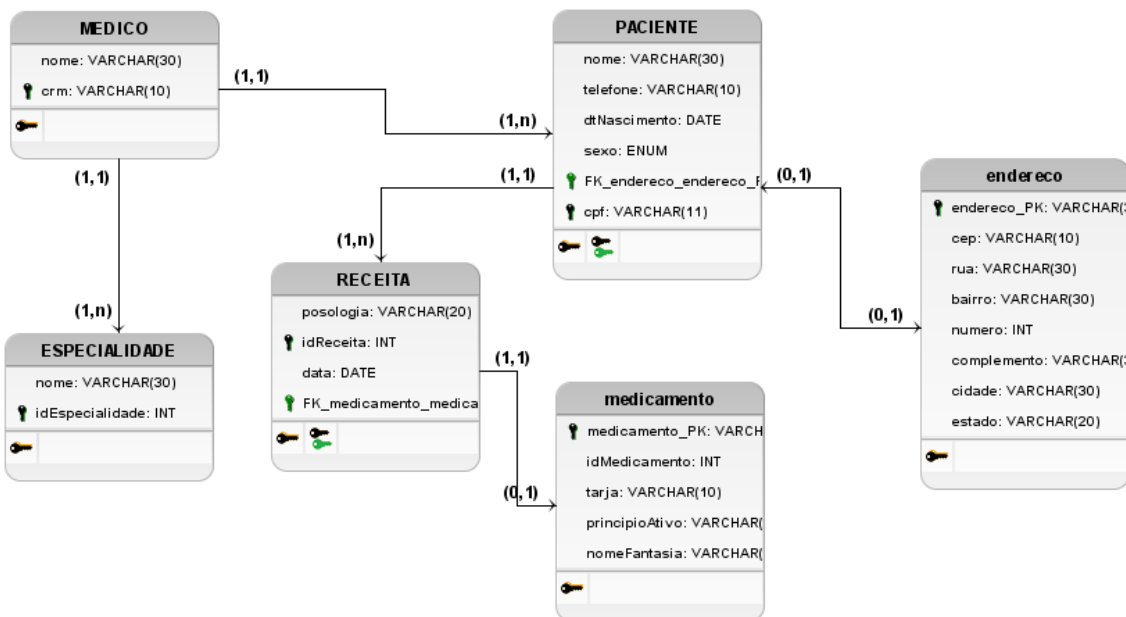 MEDICO
nome: VARCHAR(30)
crm: VARCHAR(10)
(1,1)
(1,n)
(1,1)
(1,n)
ESPECIALIDADE
nome: VARCHAR(30)
idEspecialidade: INT
PACIENTE
nome: VARCHAR(30)
telefone: VARCHAR(10)
dtNascimento: DATE
sexo: ENUM
FK_endereco_endereco_
cpf: VARCHAR(11)
(1,1)
(1,n)
RECEITA
posologia: VARCHAR(20)
idReceita: INT
data: DATE
FK_medicamento_medica
(1,1)
(0,1)
medicamento
medicamento_PK: VARCH
idMedicamento: INT
tarja: VARCHAR(10)
principioAtivo: VARCHAR(
nomeFantasia: VARCHAR(
(0,1)
(0,1)
endereco
endereco_PK: VARCHAR(
cep: VARCHAR(10)
rua: VARCHAR(30)
bairro: VARCHAR(30)
numero: INT
complemento: VARCHAR(
cidade: VARCHAR(30)
estado: VARCHAR(20)